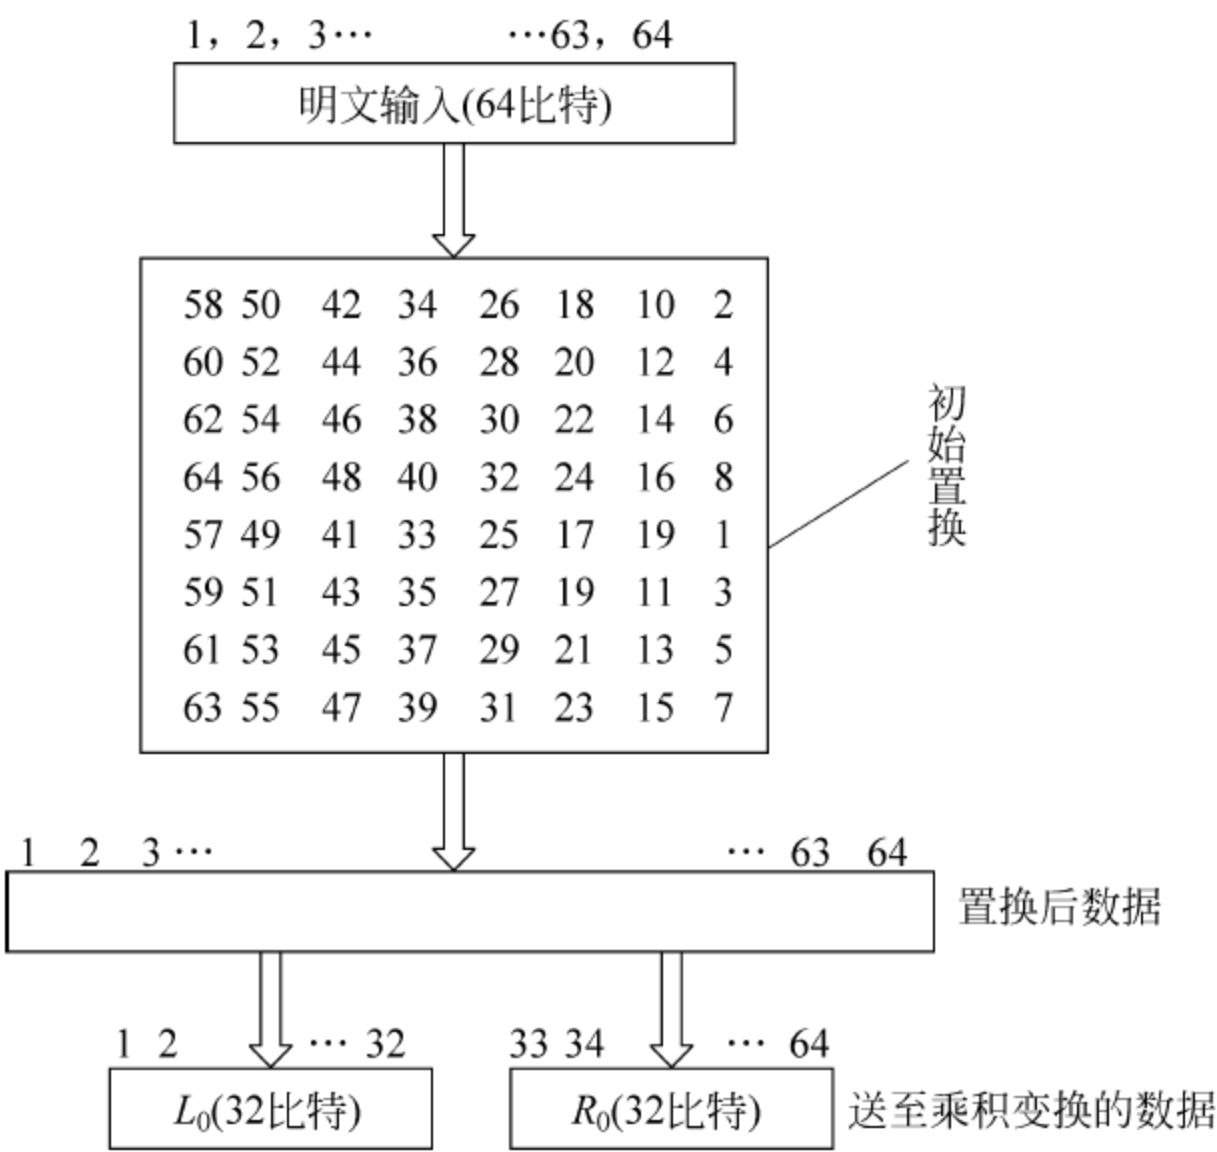 1，2，3⋯ ⋯63，64
明文输入(64比特)
58 50 42 34 26 18 10 2
60 52 44 36 28 20 12 4
62 54 46 38 30 22 14 6
64 56 48 40 32 24 16 8
57 49 41 33 25 17 19 1
59 51 43 35 27 19 11 3
61 53 45 37 29 21 13 5
63 55 47 39 31 23 15 7
初始置换
1 2 3⋯ ⋯ 63 64
置换后数据
1 2 ⋯ 32
33 34 ⋯ 64
L₀(32比特)
R₀(32比特)
送至乘积变换的数据